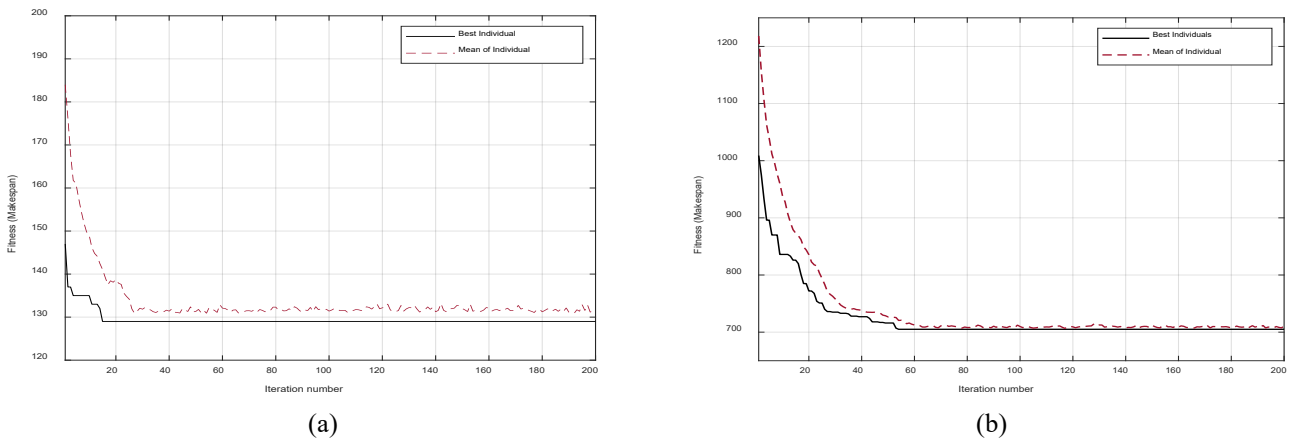 200
190
180
170
160
150
140
130
120
Fitness (Makespan)
Best Individual
Mean of Individual
20 40 60 80 100 120 140 160 180 200
Iteration number
(a)
1200
1100
1000
900
800
700
Fitness (Makespan)
Best Individuals
Mean of Individual
20 40 60 80 100 120 140 160 180 200
Iteration number
(b)